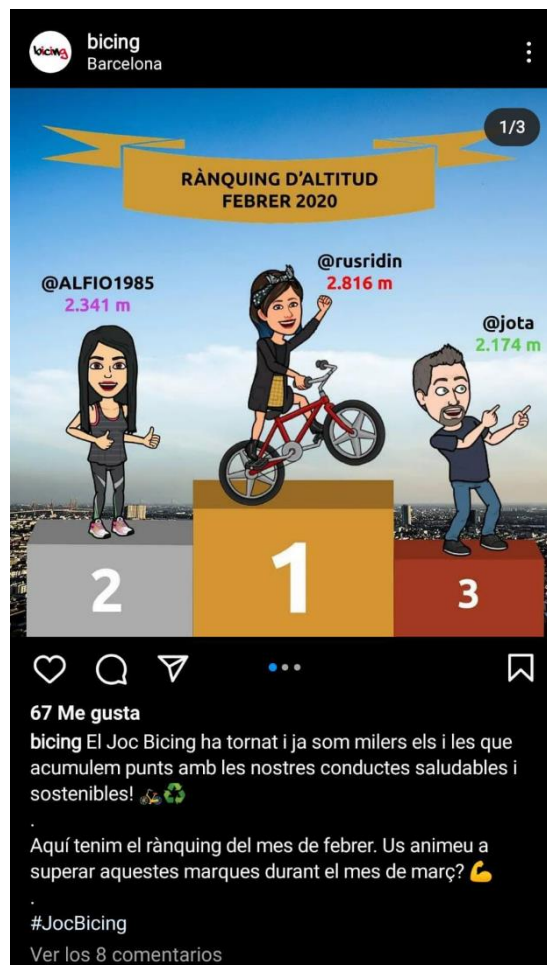 bicing
bicing
Barcelona
1/3
RÀNQUING D'ALTITUD
FEBRER 2020
@rusridin
2.816 m
@ALFIO1985
2.341 m
@jota
2.174 m
2
1
3
67 Me gusta
bicing El Joc Bicing ha tornat i ja som milers els i les que
acumulem punts amb les nostres conductes saludables i
sostenibles! 🚲♻️
.
Aquí tenim el rànquing del mes de febrer. Us animeu a
superar aquestes marques durant el mes de març? 💪
.
#JocBicing
Ver los 8 comentarios